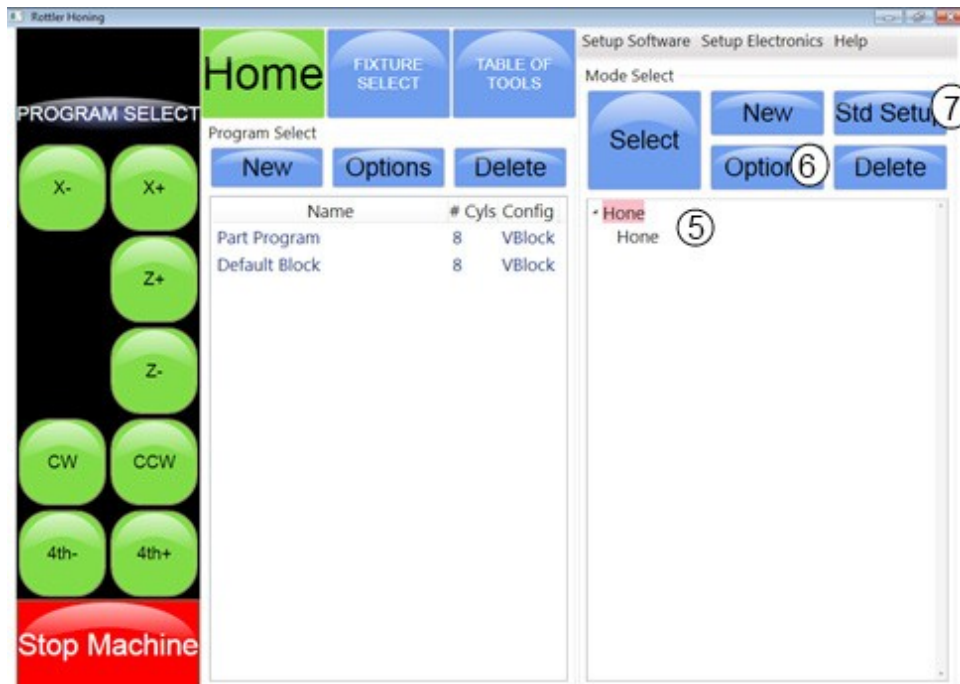 Rottler Honing
PROGRAM SELECT
X-
X+
Z+
Z-
CW
CCW
4th-
4th+
Stop Machine
Home
FIXTURE
SELECT
TABLE OF
TOOLS
Program Select
New
Options
Delete
Name # Cyls Config
Part Program 8 VBlock
Default Block 8 VBlock
Setup Software Setup Electronics Help
Mode Select
Select
New
Std Setup
7
Option
6
Delete
Hone
Hone
5